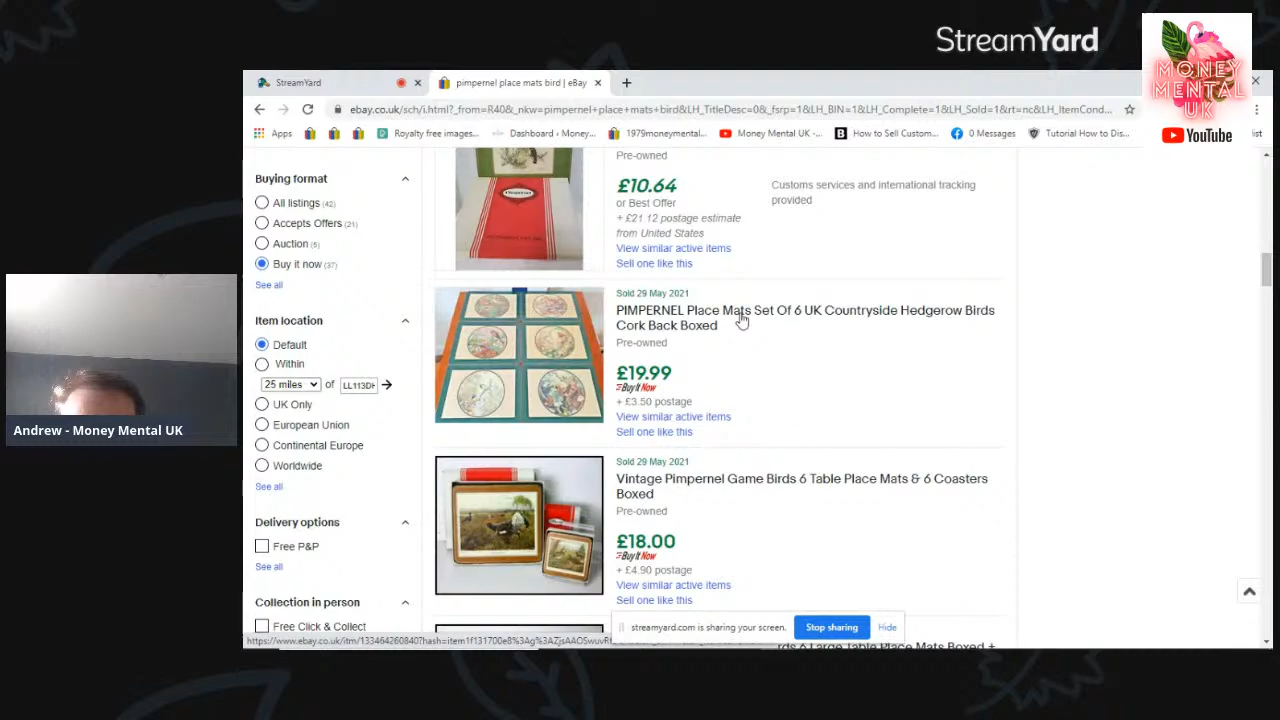 StreamYard
MONEY
MENTAL
UK
YouTube
StreamYard
pimpernel place mats bird | eBay
ebay.co.uk/sch/i.html?_from=R40&_nkw=pimpernel+place+mats+bird&LH_TitleDesc=0&_fsrp=1&LH_BIN=1&LH_Complete=1&LH_Sold=1&rt=nc&LH_ItemCond...
Apps
Royalty free images...
Dashboard ‹ Money...
1979moneymental...
Money Mental UK -...
How to Sell Custom...
0 Messages
Tutorial How to Dis...
list
Buying format
All listings (42)
Accepts Offers (21)
Auction (5)
Buy it now (37)
See all
Item location
Default
Within
25 miles of
UK Only
European Union
Continental Europe
Worldwide
See all
Delivery options
Free P&P
See all
Collection in person
Free Click & Collect
Pre-owned
£10.64
or Best Offer
+ £21.12 postage estimate
from United States
View similar active items
Sell one like this
Customs services and international tracking
provided
Sold 29 May 2021
PIMPERNEL Place Mats Set Of 6 UK Countryside Hedgerow Birds
Cork Back Boxed
Pre-owned
£19.99
Buy It Now
+ £3.50 postage
View similar active items
Sell one like this
Sold 29 May 2021
Vintage Pimpernel Game Birds 6 Table Place Mats & 6 Coasters
Boxed
Pre-owned
£18.00
Buy It Now
+ £4.90 postage
View similar active items
Sell one like this
rds 6 Large Table Place Mats Boxed +
streamyard.com is sharing your screen.
Stop sharing
Hide
Andrew - Money Mental UK